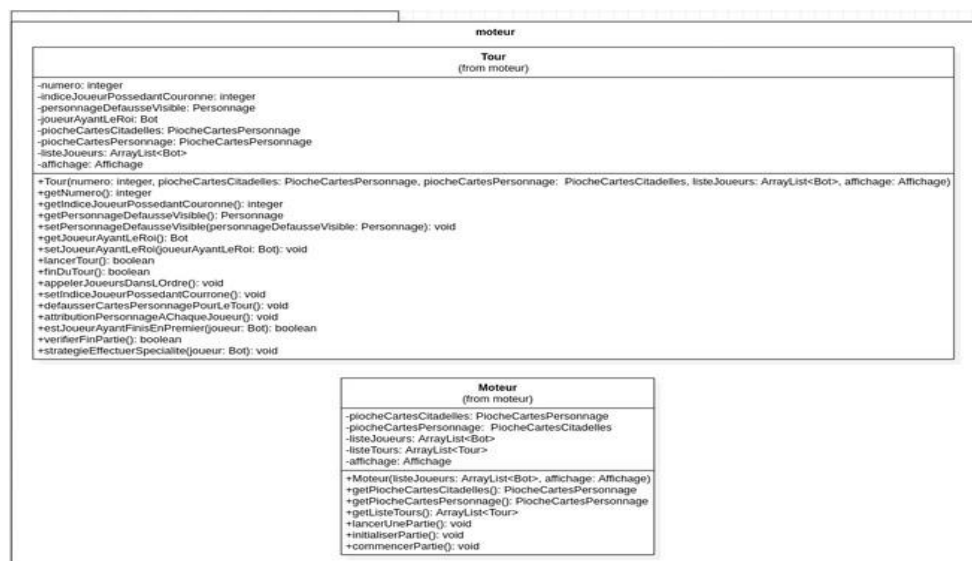 moteur
Tour
(from moteur)
-numero: integer
-indiceJoueurPossedantCouronne: integer
-personnageDefausseVisible: Personnage
-joueurAyantLeRoi: Bot
-piocheCartesCitadelles: PiocheCartesPersonnage
-piocheCartesPersonnage: PiocheCartesPersonnage
-listeJoueurs: ArrayList<Bot>
-affichage: Affichage
+Tour(numero: integer, piocheCartesCitadelles: PiocheCartesPersonnage, piocheCartesPersonnage: PiocheCartesCitadelles, listeJoueurs: ArrayList<Bot>, affichage: Affichage)
+getNumero(): integer
+getIndiceJoueurPossedantCouronne(): integer
+getPersonnageDefausseVisible(): Personnage
+setPersonnageDefausseVisible(personnageDefausseVisible: Personnage): void
+getJoueurAyantLeRoi(): Bot
+setJoueurAyantLeRoi(joueurAyantLeRoi: Bot): void
+lancerTour(): boolean
+finDuTour(): boolean
+appelerJoueursDansLOrdre(): void
+setIndiceJoueurPossedantCourrone(): void
+defausserCartesPersonnagePourLeTour(): void
+attributionPersonnageAChaqueJoueur(): void
+estJoueurAyantFinisEnPremier(joueur: Bot): boolean
+verifierFinPartie(): boolean
+strategieEffectuerSpecialite(joueur: Bot): void
Moteur
(from moteur)
-piocheCartesCitadelles: PiocheCartesPersonnage
-piocheCartesPersonnage: PiocheCartesCitadelles
-listeJoueurs: ArrayList<Bot>
-listeTours: ArrayList<Tour>
-affichage: Affichage
+Moteur(listeJoueurs: ArrayList<Bot>, affichage: Affichage)
+getPiocheCartesCitadelles(): PiocheCartesPersonnage
+getPiocheCartesPersonnage(): PiocheCartesPersonnage
+getListeTours(): ArrayList<Tour>
+lancerUnePartie(): void
+initialiserPartie(): void
+commencerPartie(): void